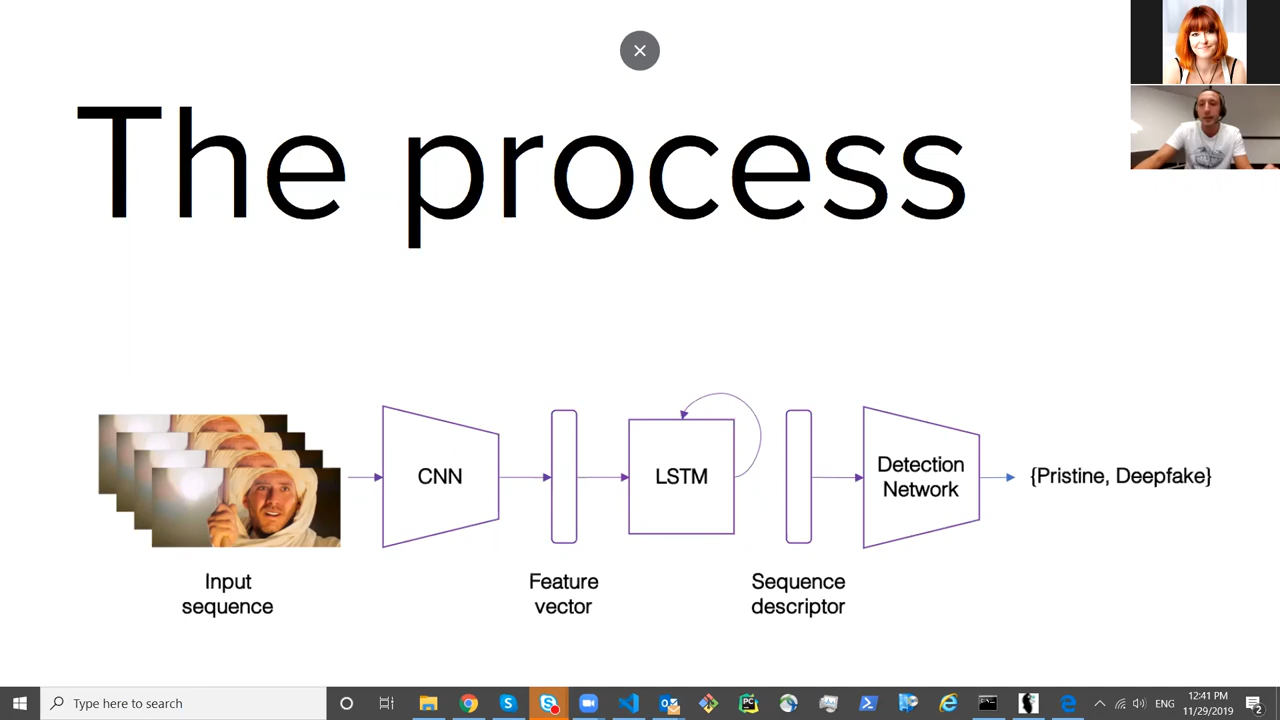 The process
CNN
LSTM
Detection
Network
{Pristine, Deepfake}
Input
sequence
Feature
vector
Sequence
descriptor
Type here to search
ENG
12:41 PM
11/29/2019